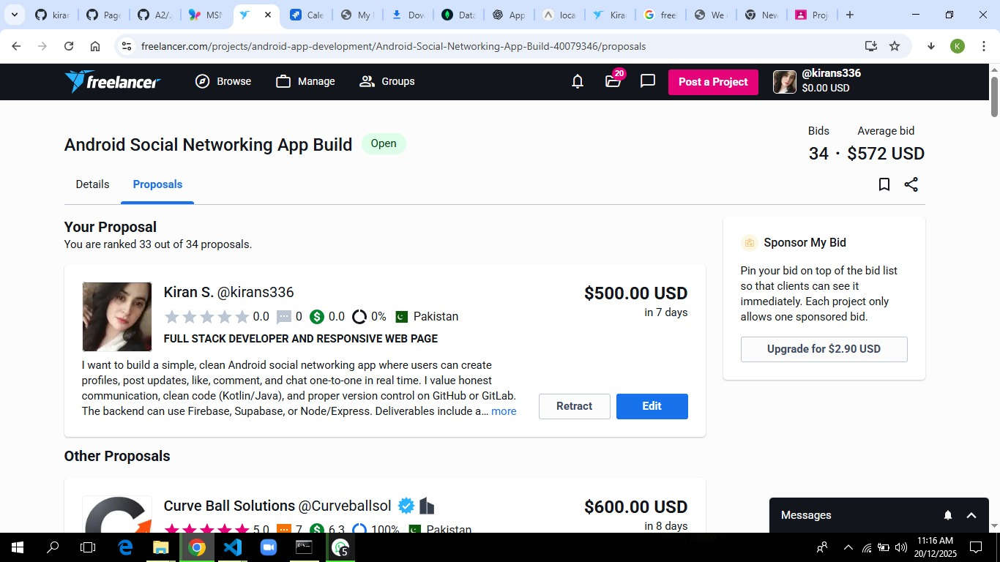 kiran
Page
A2/
MSN
Cale
My
Dow
Data
App
loca
Kira
free
We
New
Proj
freelancer.com/projects/android-app-development/Android-Social-Networking-App-Build-40079346/proposals
K
freelancer
Browse
Manage
Groups
20
Post a Project
@kirans336
$0.00 USD
Android Social Networking App Build
Open
Bids
Average bid
34 · $572 USD
Details
Proposals
Your Proposal
You are ranked 33 out of 34 proposals.
Kiran S. @kirans336
0.0
0
0.0
0%
Pakistan
FULL STACK DEVELOPER AND RESPONSIVE WEB PAGE
I want to build a simple, clean Android social networking app where users can create
profiles, post updates, like, comment, and chat one-to-one in real time. I value honest
communication, clean code (Kotlin/Java), and proper version control on GitHub or GitLab.
The backend can use Firebase, Supabase, or Node/Express. Deliverables include a... more
$500.00 USD
in 7 days
Retract
Edit
Sponsor My Bid
Pin your bid on top of the bid list
so that clients can see it
immediately. Each project only
allows one sponsored bid.
Upgrade for $2.90 USD
Other Proposals
Curve Ball Solutions @Curveballsol
5.0
7
6.3
100%
Pakistan
$600.00 USD
in 8 days
Messages
5
11:16 AM
20/12/2025